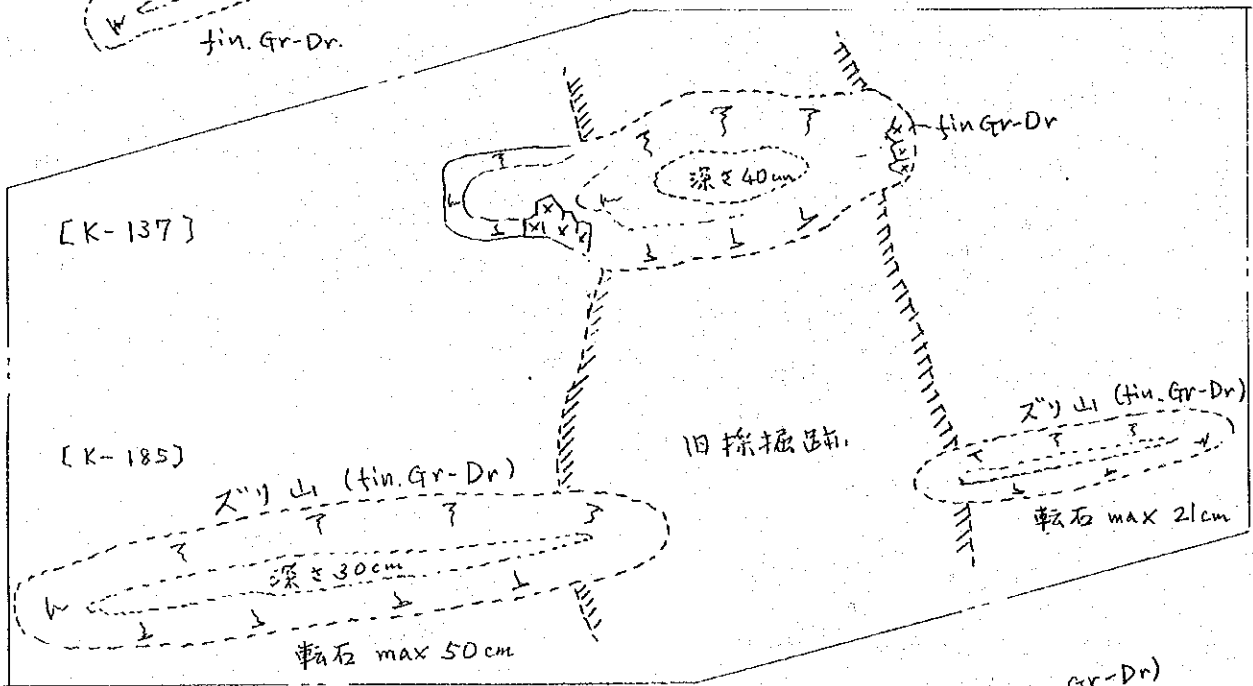 fin. Gr-Dr.
fin Gr-Dr
深さ 40cm
[K-137]
[K-185]
旧採掘跡
ズリ山 (fin. Gr-Dr)
転石 max 21cm
ズリ山 (fin. Gr-Dr)
深さ 30cm
転石 max 50cm
Gr-Dr)